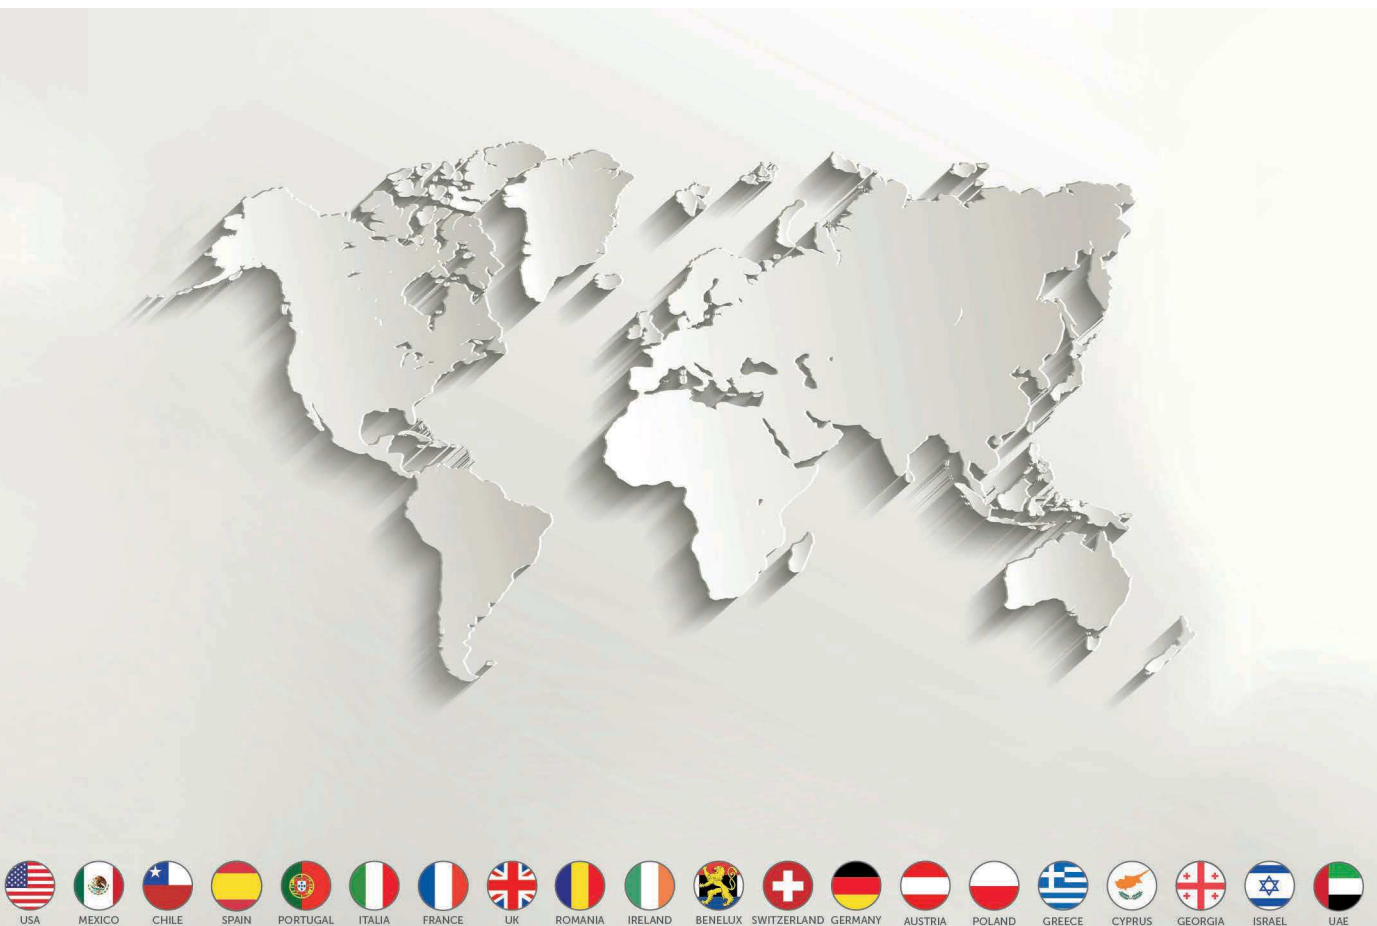 USA MEXICO CHILE SPAIN PORTUGAL ITALIA FRANCE UK ROMANIA IRELAND BENELUX SWITZERLAND GERMANY AUSTRIA POLAND GREECE CYPRUS GEORGIA ISRAEL UAE